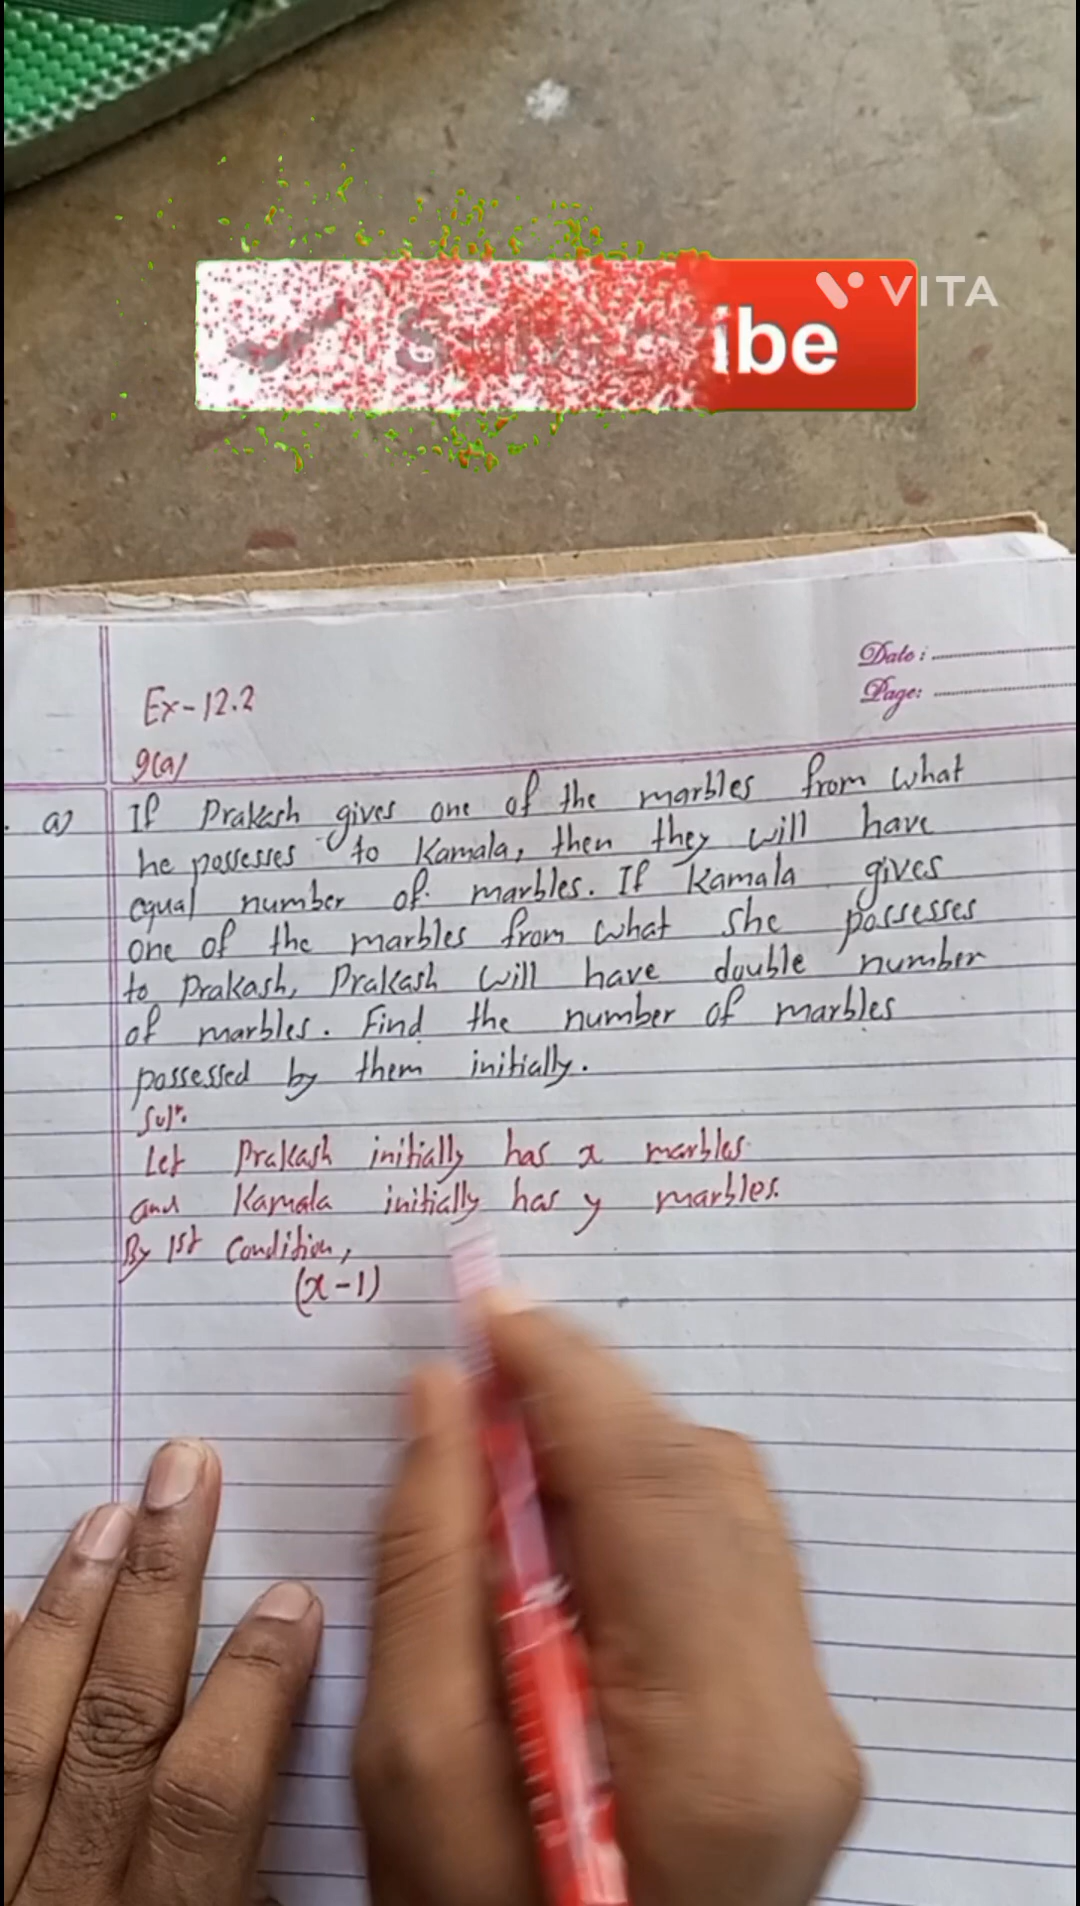 VITA
ibe
Date:
Page:
Ex-12.2
9(a)
a) If Prakash gives one of the marbles from what
he possesses to Kamala, then they will have
equal number of marbles. If Kamala gives
one of the marbles from what she possesses
to Prakash, Prakash will have double number
of marbles. Find the number of marbles
possessed by them initially.
Solⁿ.
Let Prakash initially has x marbles
and Kamala initially has y marbles.
By 1st Condition,
(x-1)